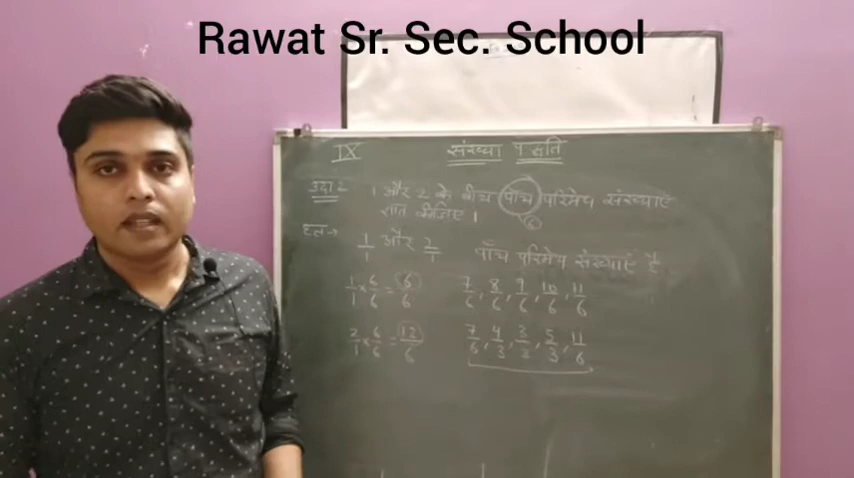 Rawat Sr. Sec. School
IX संख्या पद्धति
उदा 2 1 और 2 के बीच पाँच परिमेय संख्याएँ
ज्ञात कीजिए।
6
हल→ 1/1 और 2/1 पाँच परिमेय संख्याएँ है
1/1 × 6/6 = 6/6 7/6, 8/6, 9/6, 10/6, 11/6
2/1 × 6/6 = 12/6 7/6, 4/3, 3/2, 5/3, 11/6